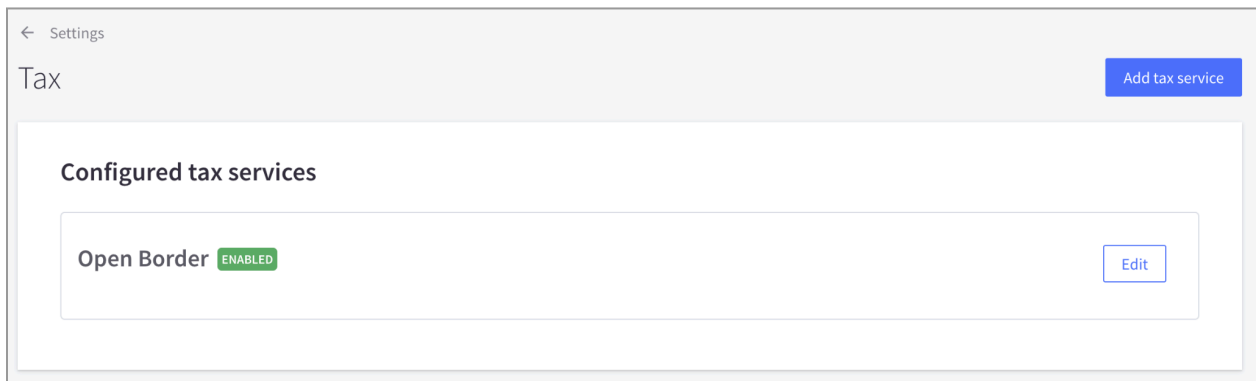 ← Settings
Tax
Add tax service
Configured tax services
Open Border ENABLED
Edit